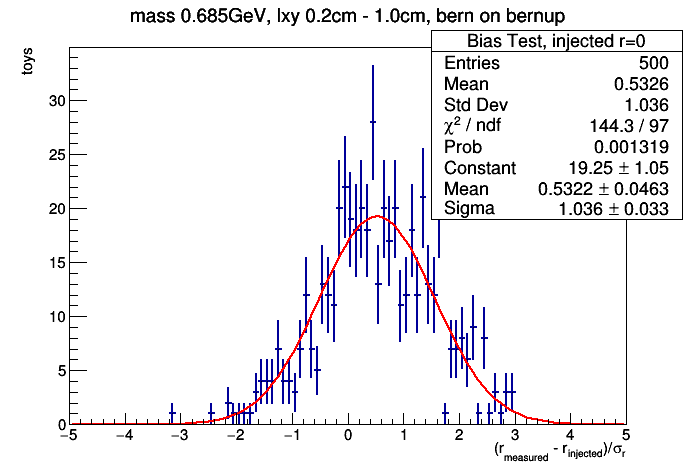 mass 0.685GeV, lxy 0.2cm - 1.0cm, bern on bernup
Bias Test, injected r=0
Entries 500
Mean 0.5326
Std Dev 1.036
χ² / ndf 144.3 / 97
Prob 0.001319
Constant 19.25 ± 1.05
Mean 0.5322 ± 0.0463
Sigma 1.036 ± 0.033
toys
30
25
20
15
10
5
0
−5 −4 −3 −2 −1 0 1 2 3 4 5
(r_measured - r_injected)/σ_r